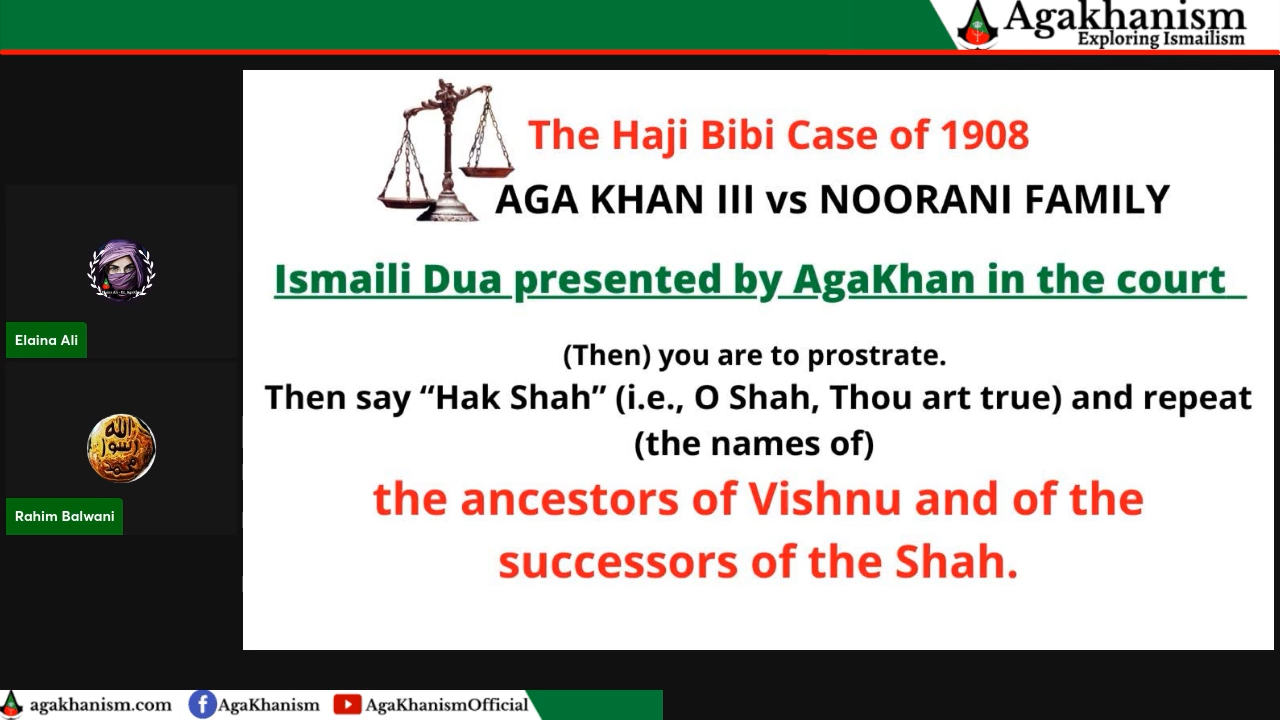 Agakhanism
Exploring Ismailism
The Haji Bibi Case of 1908
AGA KHAN III vs NOORANI FAMILY
Ismaili Dua presented by AgaKhan in the court
(Then) you are to prostrate.
Then say “Hak Shah” (i.e., O Shah, Thou art true) and repeat
(the names of)
the ancestors of Vishnu and of the
successors of the Shah.
Elaina Ali
الله
رسول
محمد
Rahim Balwani
agakhanism.com
AgaKhanism
AgaKhanismOfficial